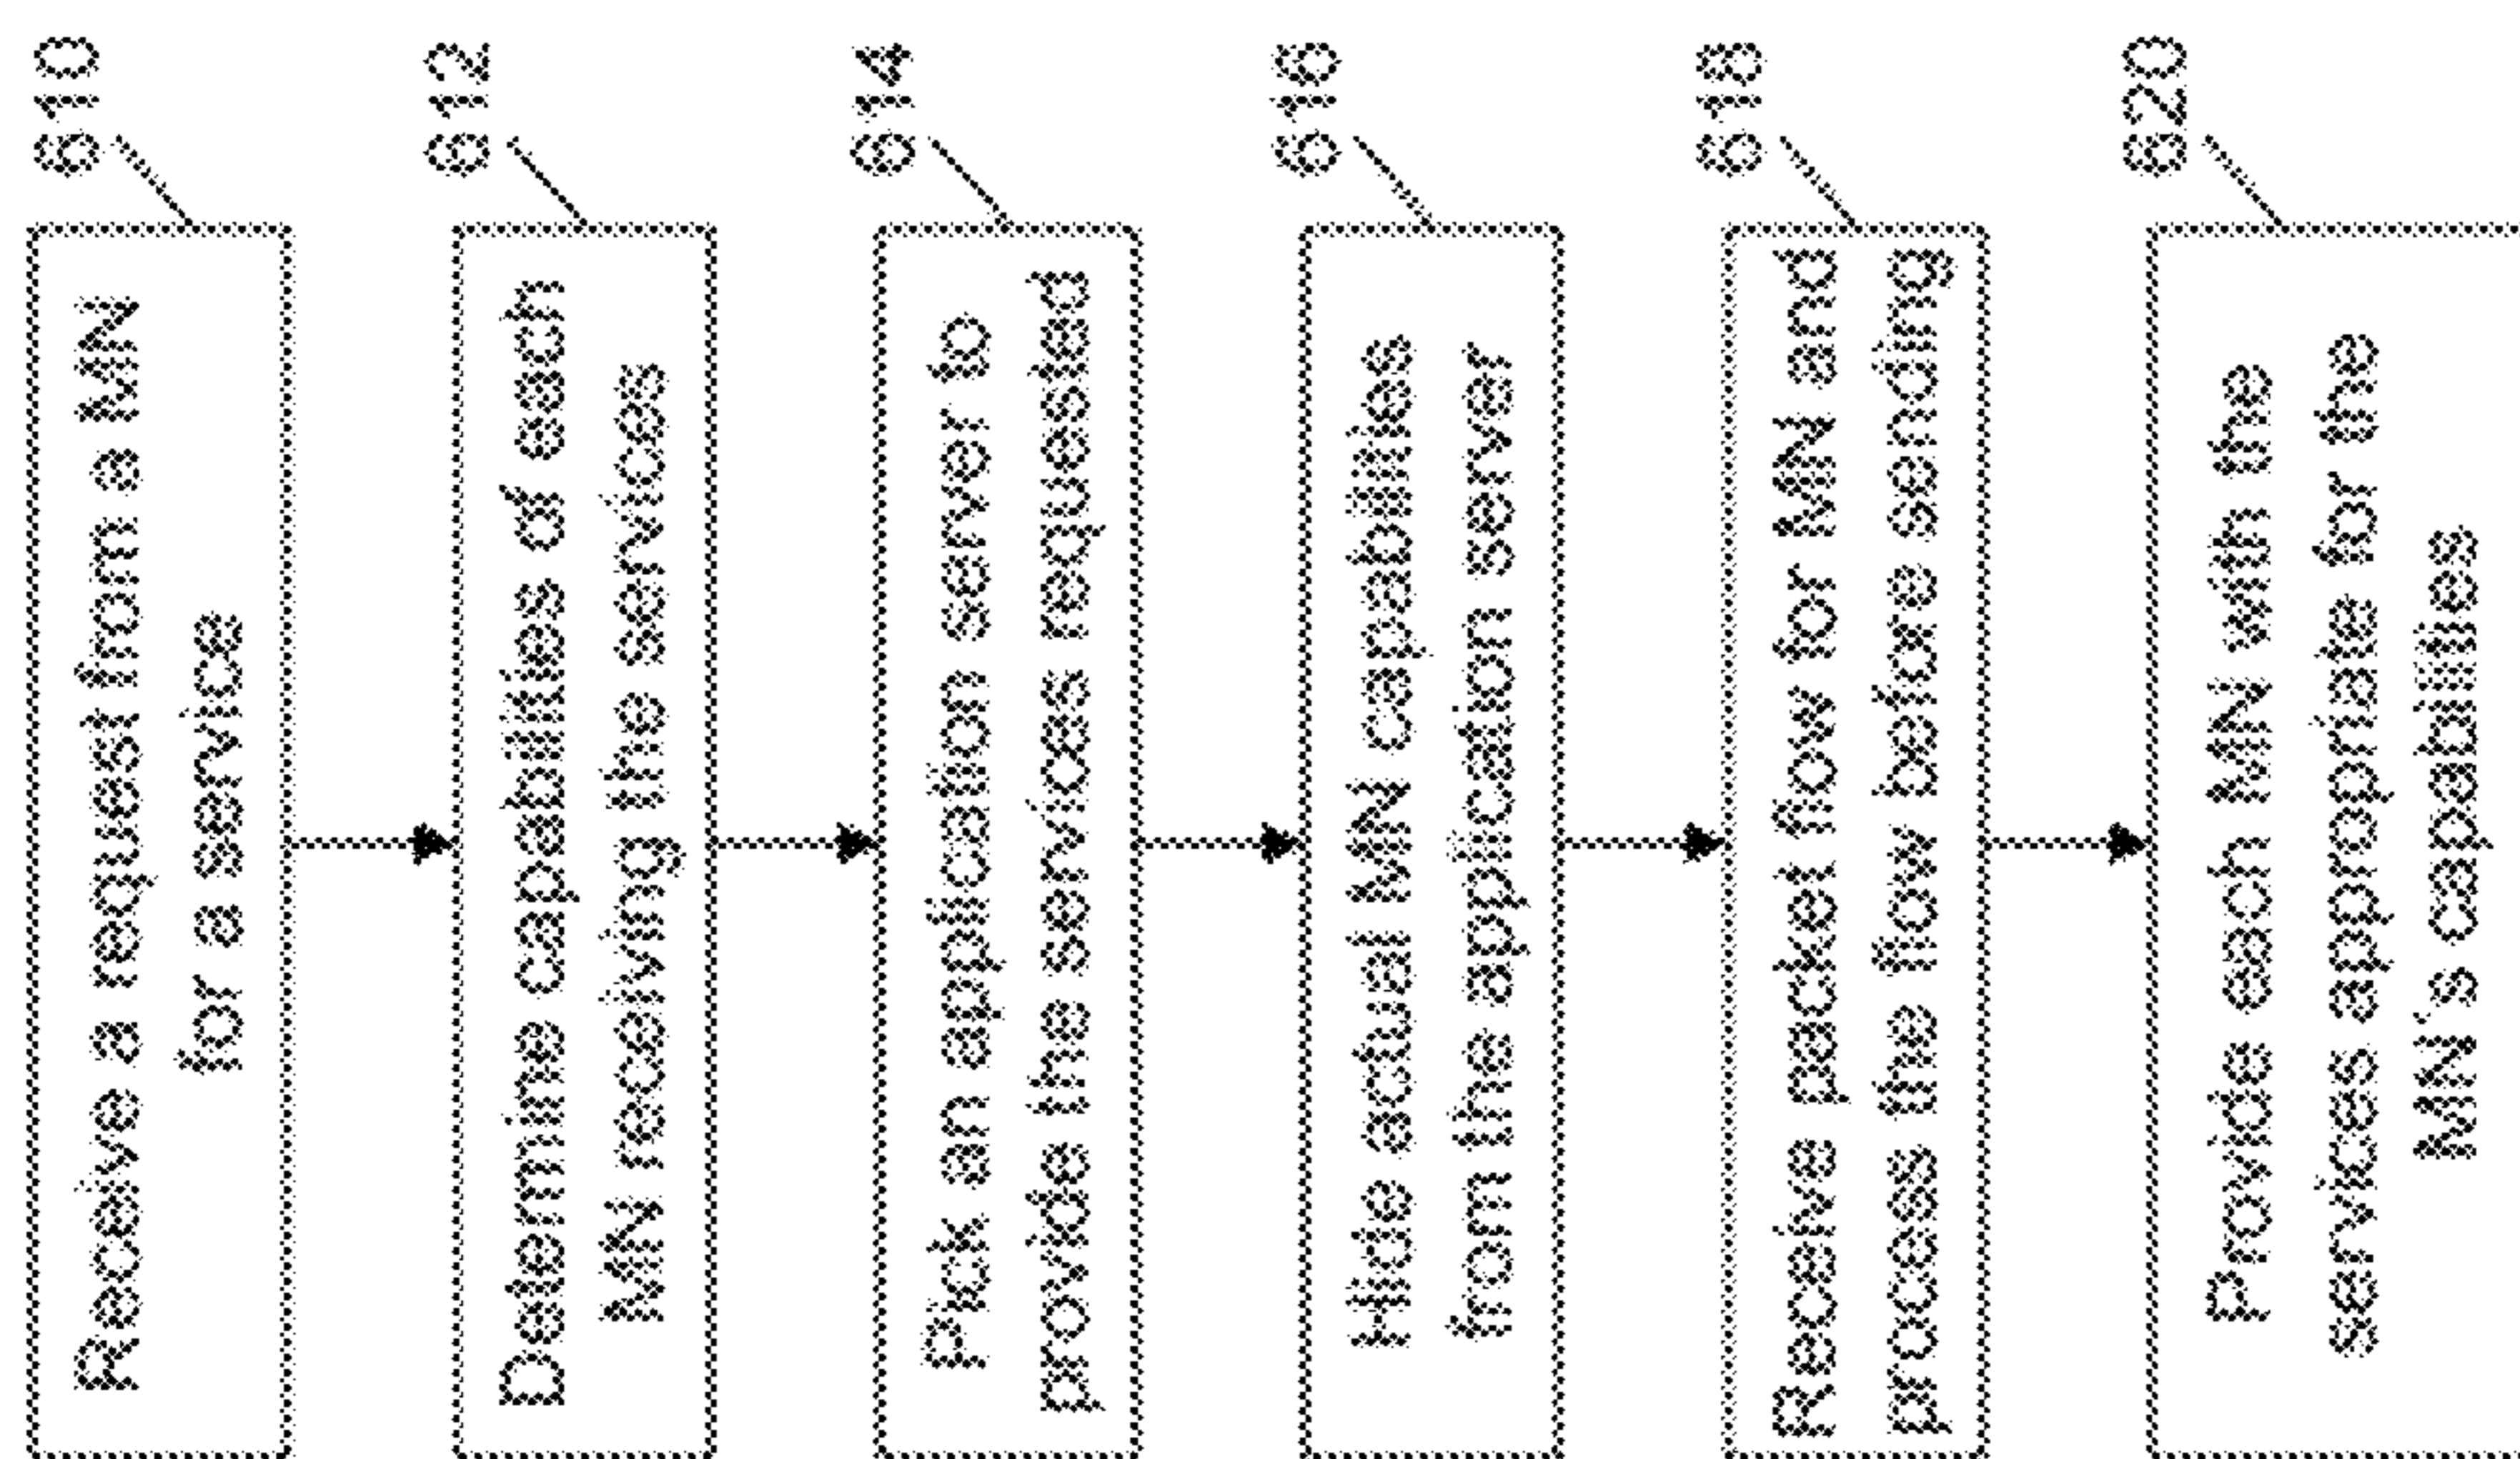 610
Receive a request from a MN
for a service
612
Determine capabilities of each
MN receiving the services
614
Pick an application server to
provide the services requested
616
Hide actual MN capabilities
from the application server
618
Receive packet flow for MN and
process the flow before sending
620
Provide each MN with the
services appropriate for the
MN's capabilities